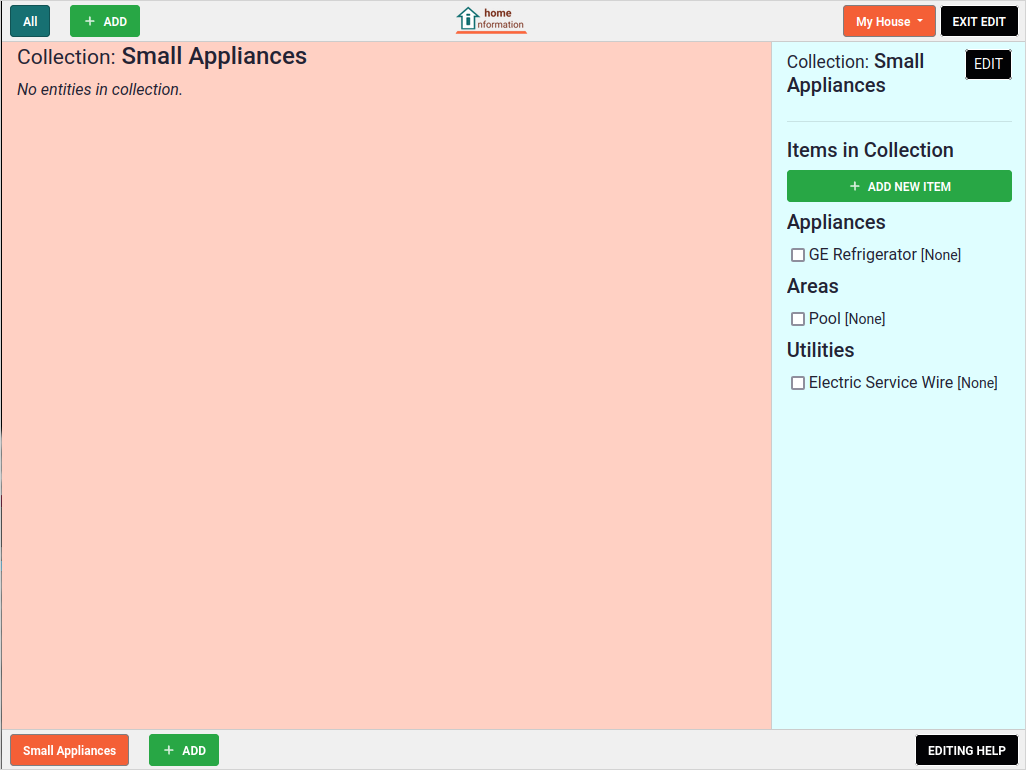 All
+ ADD
home
information
My House
EXIT EDIT
Collection: Small Appliances
No entities in collection.
Collection: Small
Appliances
EDIT
Items in Collection
+ ADD NEW ITEM
Appliances
GE Refrigerator [None]
Areas
Pool [None]
Utilities
Electric Service Wire [None]
Small Appliances
+ ADD
EDITING HELP